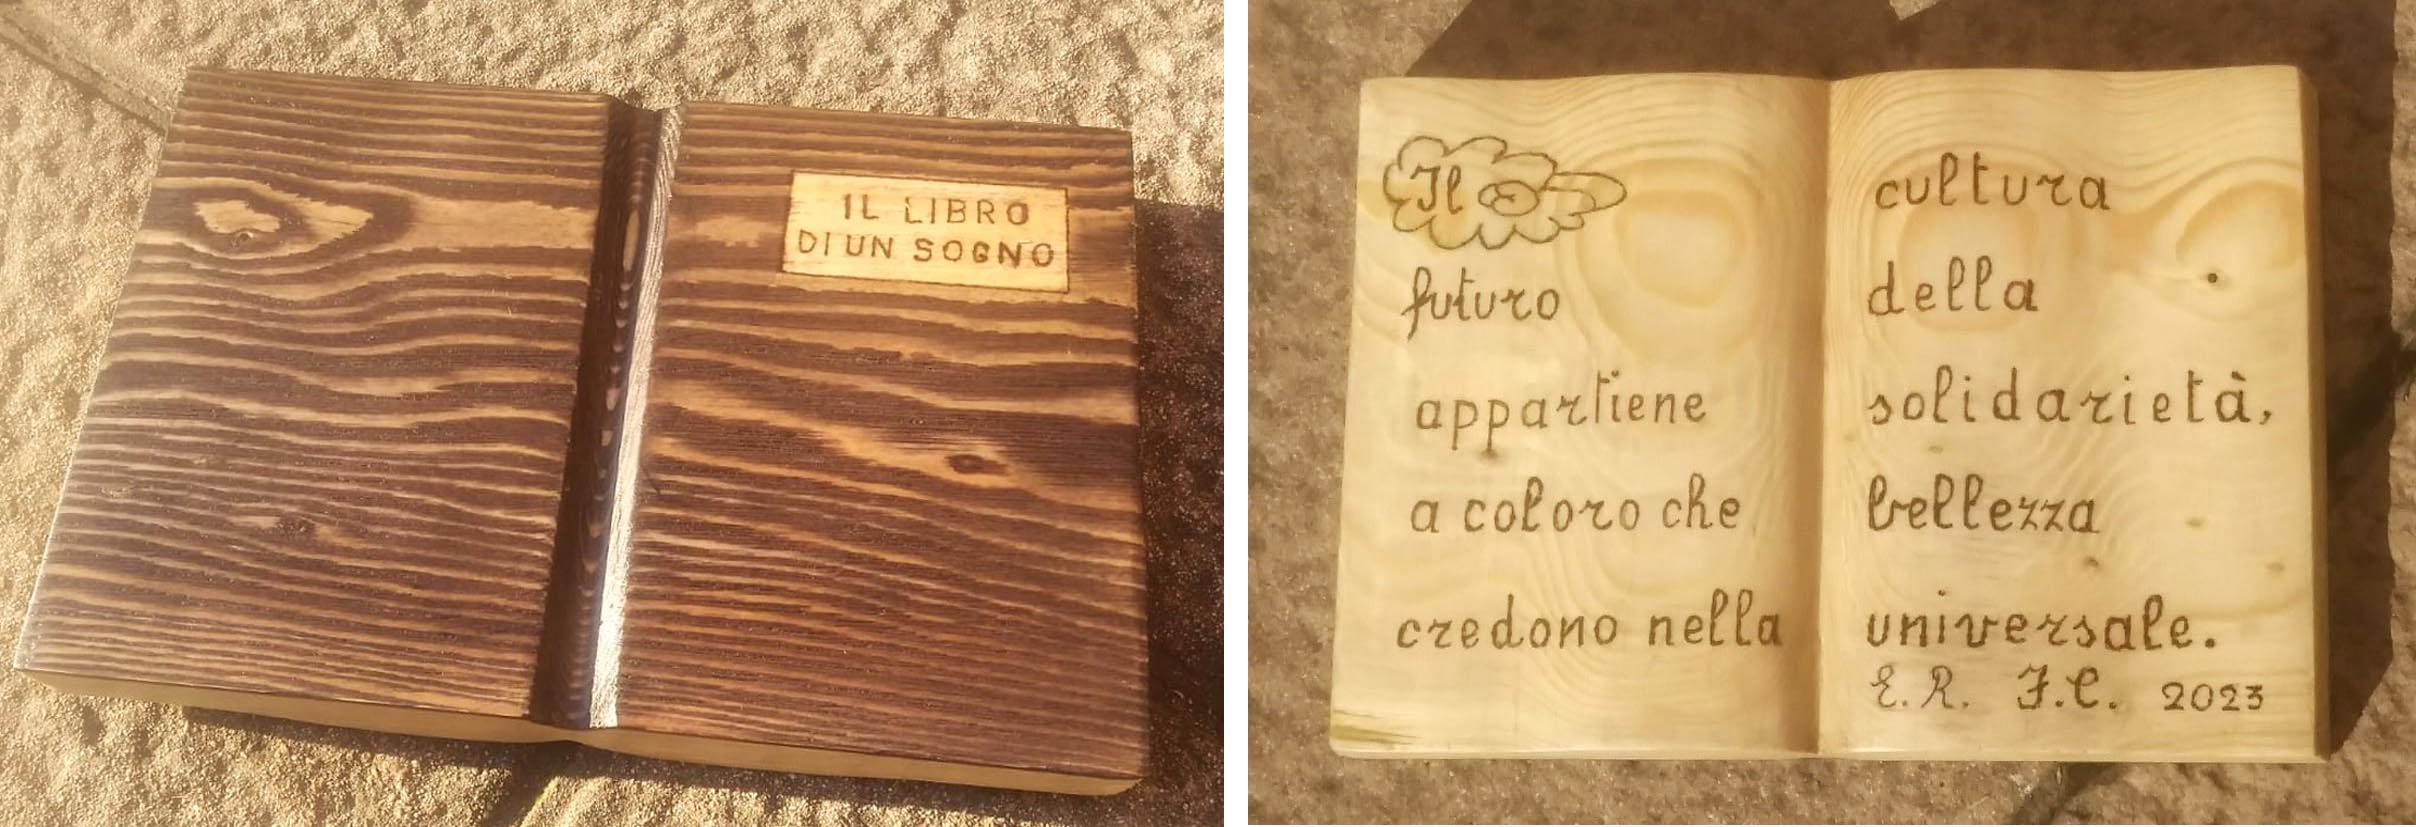 IL LIBRO
DI UN SOGNO
Il
futuro
appartiene
a coloro che
credono nella
cultura
della
solidarietà,
bellezza
universale.
E. R. F.C. 2023